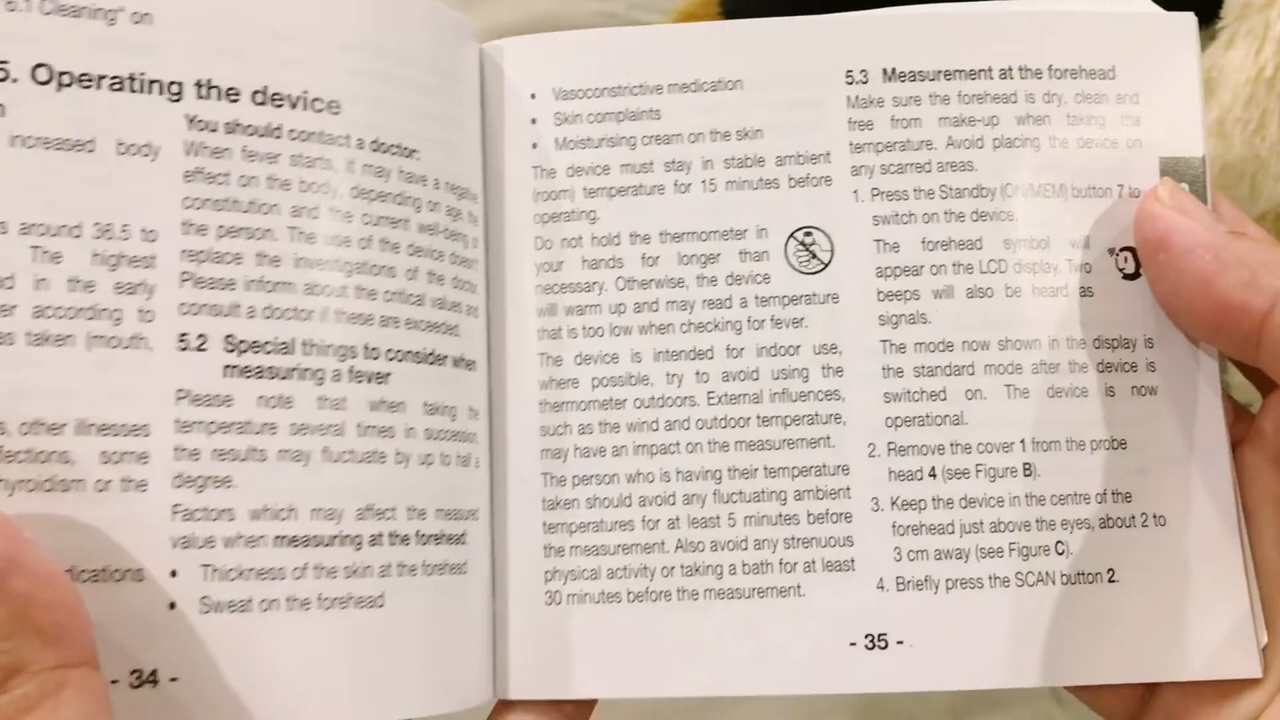 6.1 Cleaning" on
5. Operating the device
increased body
s around 36.5 to
The highest
d in the early
er according to
s taken (mouth,
s, other illnesses
fections, some
hyroidism or the
dications
You should contact a doctor:
When fever starts, it may have a negative
effect on the body, depending on age, the
constitution and the current well-being
the person. The use of the device doesn
replace the investigations of the doctor
Please inform about the critical values and
consult a doctor if these are exceeded.
5.2 Special things to consider when
measuring a fever
Please note that when taking the
temperature several times in succession,
the results may fluctuate by up to half a
degree.
Factors which may affect the measured
value when measuring at the forehead:
• Thickness of the skin at the forehead
• Sweat on the forehead
- 34 -
• Vasoconstrictive medication
• Skin complaints
• Moisturising cream on the skin
The device must stay in stable ambient
(room) temperature for 15 minutes before
operating.
Do not hold the thermometer in
your hands for longer than
necessary. Otherwise, the device
will warm up and may read a temperature
that is too low when checking for fever.
The device is intended for indoor use,
where possible, try to avoid using the
thermometer outdoors. External influences,
such as the wind and outdoor temperature,
may have an impact on the measurement.
The person who is having their temperature
taken should avoid any fluctuating ambient
temperatures for at least 5 minutes before
the measurement. Also avoid any strenuous
physical activity or taking a bath for at least
30 minutes before the measurement.
5.3 Measurement at the forehead
Make sure the forehead is dry, clean and
free from make-up when taking the
temperature. Avoid placing the device on
any scarred areas.
1. Press the Standby (ON/MEM) button 7 to
switch on the device.
The forehead symbol will
appear on the LCD display. Two
beeps will also be heard as
signals.
The mode now shown in the display is
the standard mode after the device is
switched on. The device is now
operational.
2. Remove the cover 1 from the probe
head 4 (see Figure B).
3. Keep the device in the centre of the
forehead just above the eyes, about 2 to
3 cm away (see Figure C).
4. Briefly press the SCAN button 2.
- 35 -